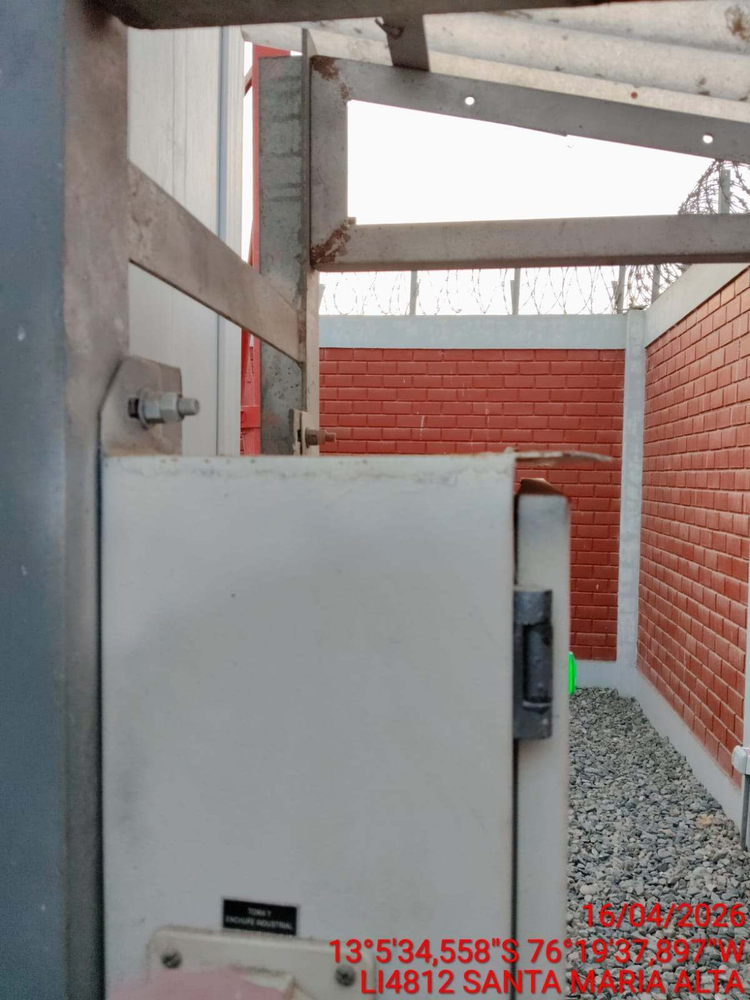 TOMA Y
ENCHUFE INDUSTRIAL
16/04/2026
13°5'34,558"S 76°19'37,897"W
LI4812 SANTA MARIA ALTA